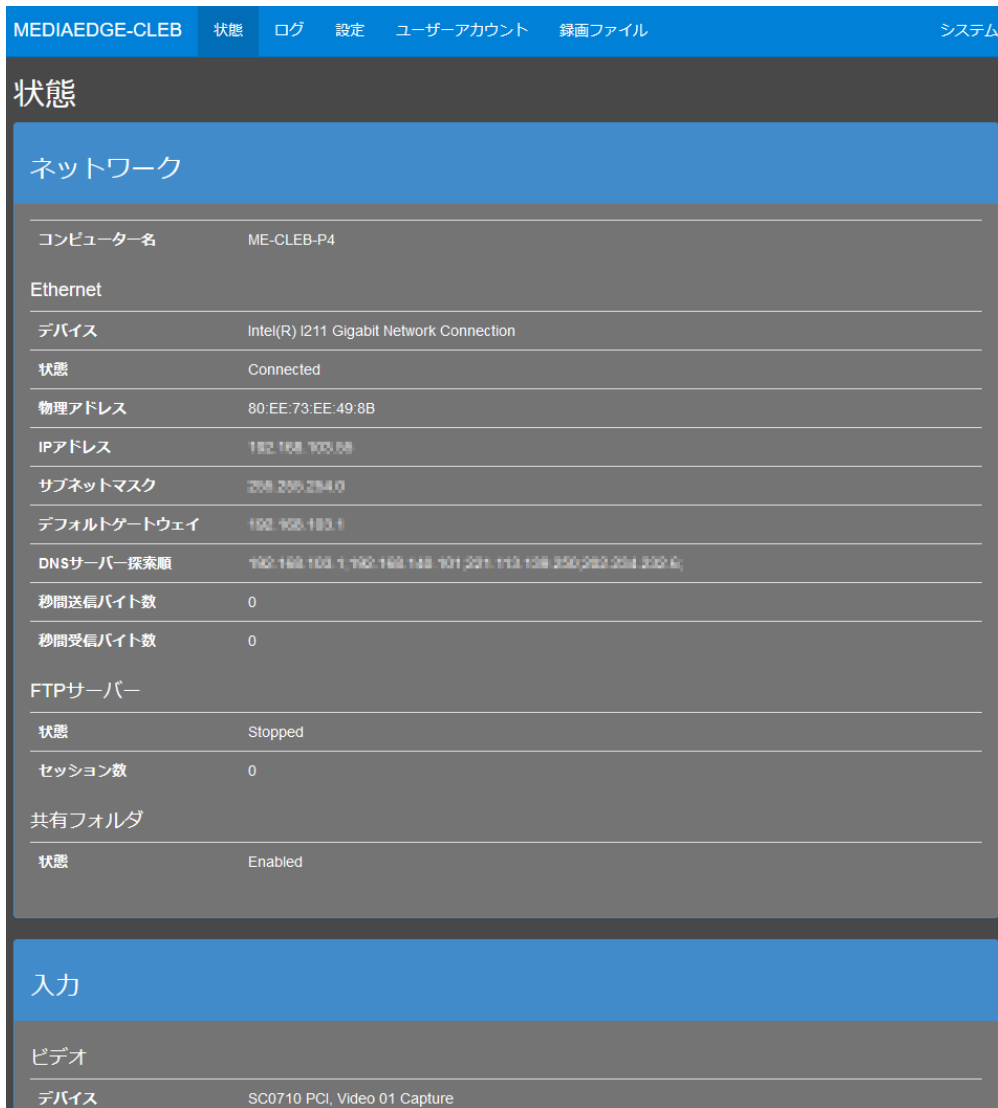 MEDIAEDGE-CLEB 状態 ログ 設定 ユーザーアカウント 録画ファイル システム
状態
ネットワーク
コンピューター名 ME-CLEB-P4
Ethernet
デバイス Intel(R) I211 Gigabit Network Connection
状態 Connected
物理アドレス 80:EE:73:EE:49:8B
IPアドレス
サブネットマスク
デフォルトゲートウェイ
DNSサーバー探索順
秒間送信バイト数 0
秒間受信バイト数 0
FTPサーバー
状態 Stopped
セッション数 0
共有フォルダ
状態 Enabled
入力
ビデオ
デバイス SC0710 PCI, Video 01 Capture